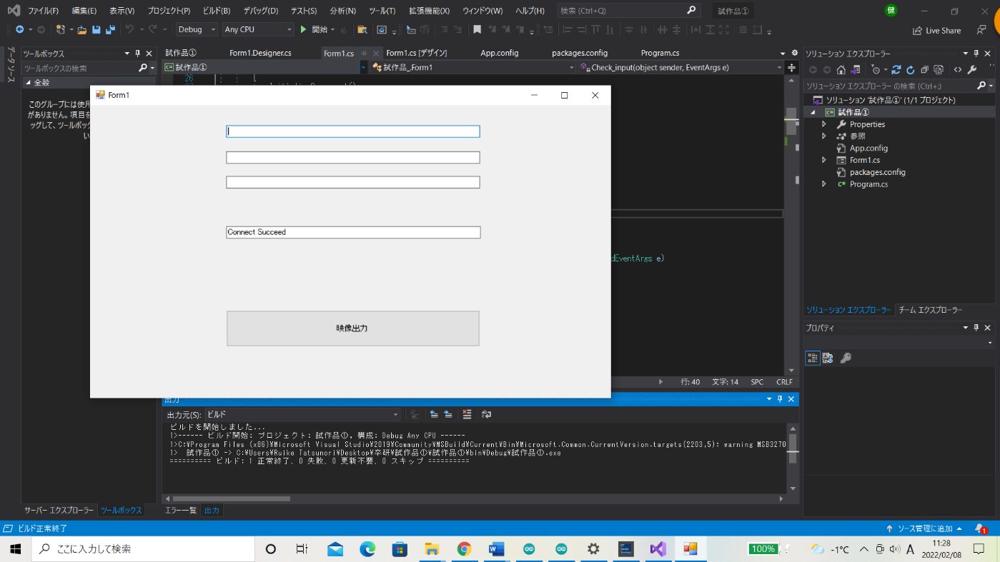 ファイル(F) 編集(E) 表示(V) プロジェクト(P) ビルド(B) デバッグ(D) テスト(S) 分析(N) ツール(T) 拡張機能(X) ウィンドウ(W) ヘルプ(H) 検索 (Ctrl+Q) 試作品① 健
Debug Any CPU 開始 Live Share
データソース
ツールボックス
ツールボックスの検索
全般
このグループには使用
がありません。項目を
ッグして、ツールボック
い
試作品① Form1.Designer.cs Form1.cs Form1.cs [デザイン] App.config packages.config Program.cs
試作品① 試作品_.Form1 Check_input(object sender, EventArgs e)
26
Form1
Connect Succeed
映像出力
dEventArgs e)
行: 40 文字: 14 SPC CRLF
出力
出力元(S): ビルド
ビルドを開始しました...
1>------ ビルド開始: プロジェクト: 試作品①, 構成: Debug Any CPU ------
1>C:¥Program Files (x86)¥Microsoft Visual Studio¥2019¥Community¥MSBuild¥Current¥Bin¥Microsoft.Common.CurrentVersion.targets(2203,5): warning MSB3270
1> 試作品① -> C:¥Users¥Ruike Tatsunori¥Desktop¥卒研¥試作品①¥試作品①¥bin¥Debug¥試作品①.exe
========== ビルド: 1 正常終了、0 失敗、0 更新不要、0 スキップ ==========
サーバー エクスプローラー ツールボックス
エラー一覧 出力
ソリューション エクスプローラー
ソリューション エクスプローラー の検索 (Ctrl+;)
ソリューション '試作品①' (1/1 プロジェクト)
試作品①
Properties
参照
App.config
Form1.cs
packages.config
Program.cs
ソリューション エクスプローラー チーム エクスプローラー
プロパティ
ビルド正常終了 ソース管理に追加 1
ここに入力して検索
100% -1°C A 11:28
2022/02/08